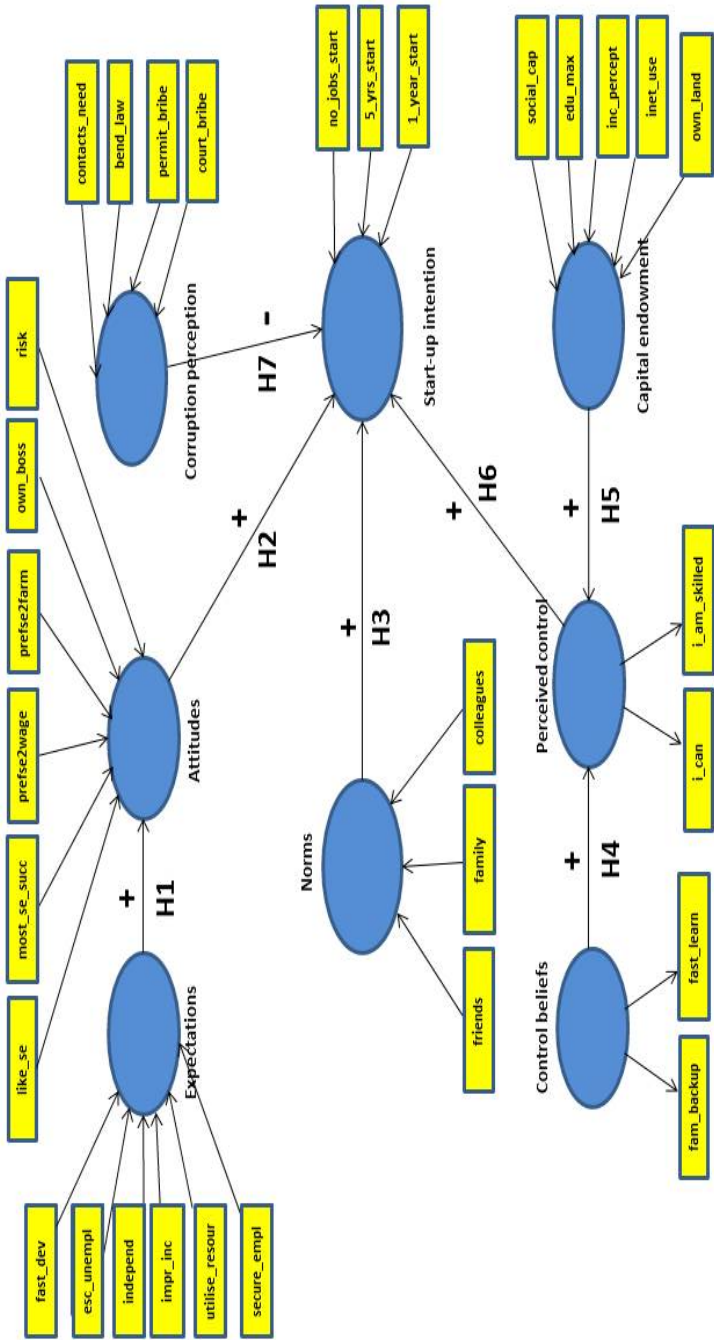 like_se
most_se_succ
prefse2wage
prefse2farm
own_boss
risk
fast_dev
esc_unempl
independ
impr_inc
utilise_resour
secure_empl
Expectations
+
H1
Attitudes
+
H2
contacts_need
bend_law
permit_bribe
court_bribe
Corruption perception
H7
-
Norms
friends
family
colleagues
+
H3
no_jobs_start
5_yrs_start
1_year_start
Start-up intention
+
H6
Control beliefs
fam_backup
fast_learn
+
H4
Perceived control
i_can
i_am_skilled
+
H5
Capital endowment
social_cap
edu_max
inc_percept
inet_use
own_land